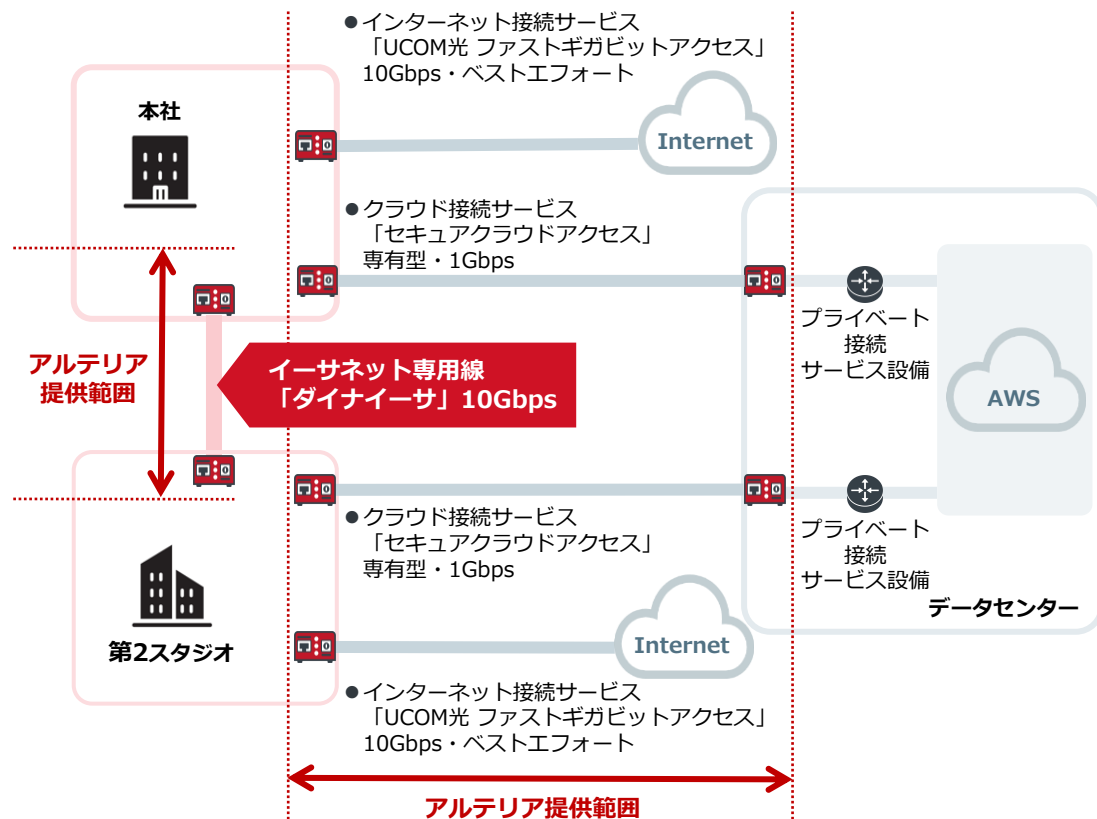 ●インターネット接続サービス
「UCOM光 ファストギガビットアクセス」
10Gbps・ベストエフォート
本社
Internet
●クラウド接続サービス
「セキュアクラウドアクセス」
専有型・1Gbps
プライベート
接続
サービス設備
アルテリア
提供範囲
イーサネット専用線
「ダイナイーサ」10Gbps
AWS
●クラウド接続サービス
「セキュアクラウドアクセス」
専有型・1Gbps
プライベート
接続
サービス設備
データセンター
第2スタジオ
Internet
●インターネット接続サービス
「UCOM光 ファストギガビットアクセス」
10Gbps・ベストエフォート
アルテリア提供範囲